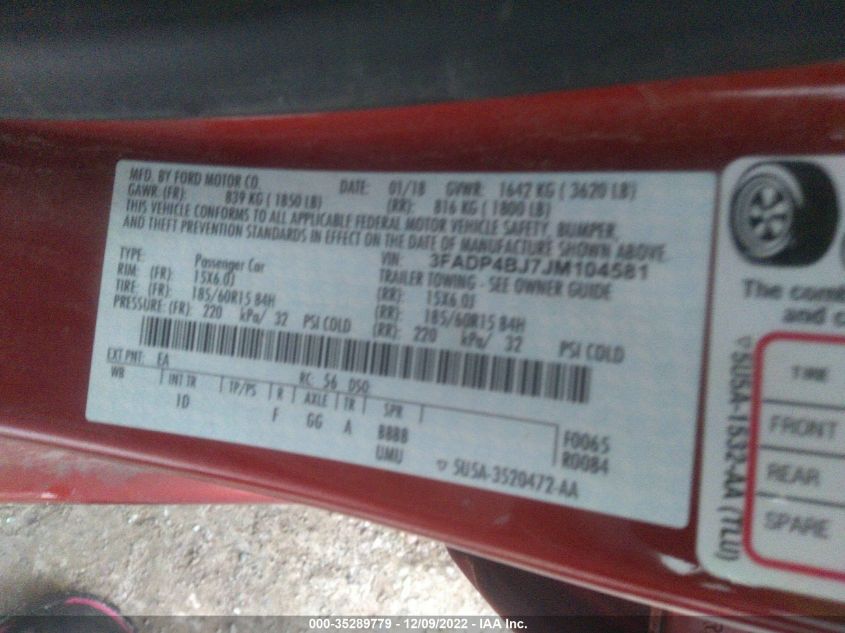 MFD. BY FORD MOTOR CO. DATE: 01/18 GVWR: 1642 KG ( 3620 LB)
GAWR: (FR): 839 KG ( 1850 LB) (RR): 816 KG ( 1800 LB)
THIS VEHICLE CONFORMS TO ALL APPLICABLE FEDERAL MOTOR VEHICLE SAFETY, BUMPER,
AND THEFT PREVENTION STANDARDS IN EFFECT ON THE DATE OF MANUFACTURE SHOWN ABOVE.
VIN: 3FADP4BJ7JM104581
TYPE: Passenger Car TRAILER TOWING - SEE OWNER GUIDE
RIM: (FR) 15X6.0J (RR): 15X6.0J
TIRE: (FR) 185/60R15 84H (RR): 185/60R15 84H
PRESSURE: (FR): 220 kPa/ 32 PSI COLD (RR): 220 kPa/ 32 PSI COLD
EXT PNT: EA RC: 56 DSO:
WB INT TR TP/PS R AXLE TR SPR
ID F GG A BBBB F0065
UMU R0084
▽ 5U5A-3520472-AA
The
and
TIRE
FRONT
REAR
SPARE
▽5U5A-1532-AA (TLU)
000-35289779 - 12/09/2022 - IAA Inc.